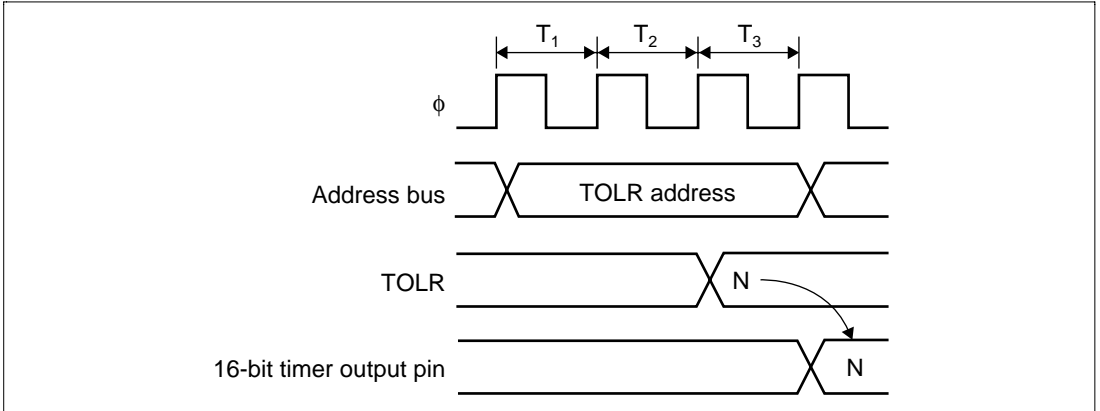 T₁ T₂ T₃
φ
Address bus TOLR address
TOLR N
16-bit timer output pin N